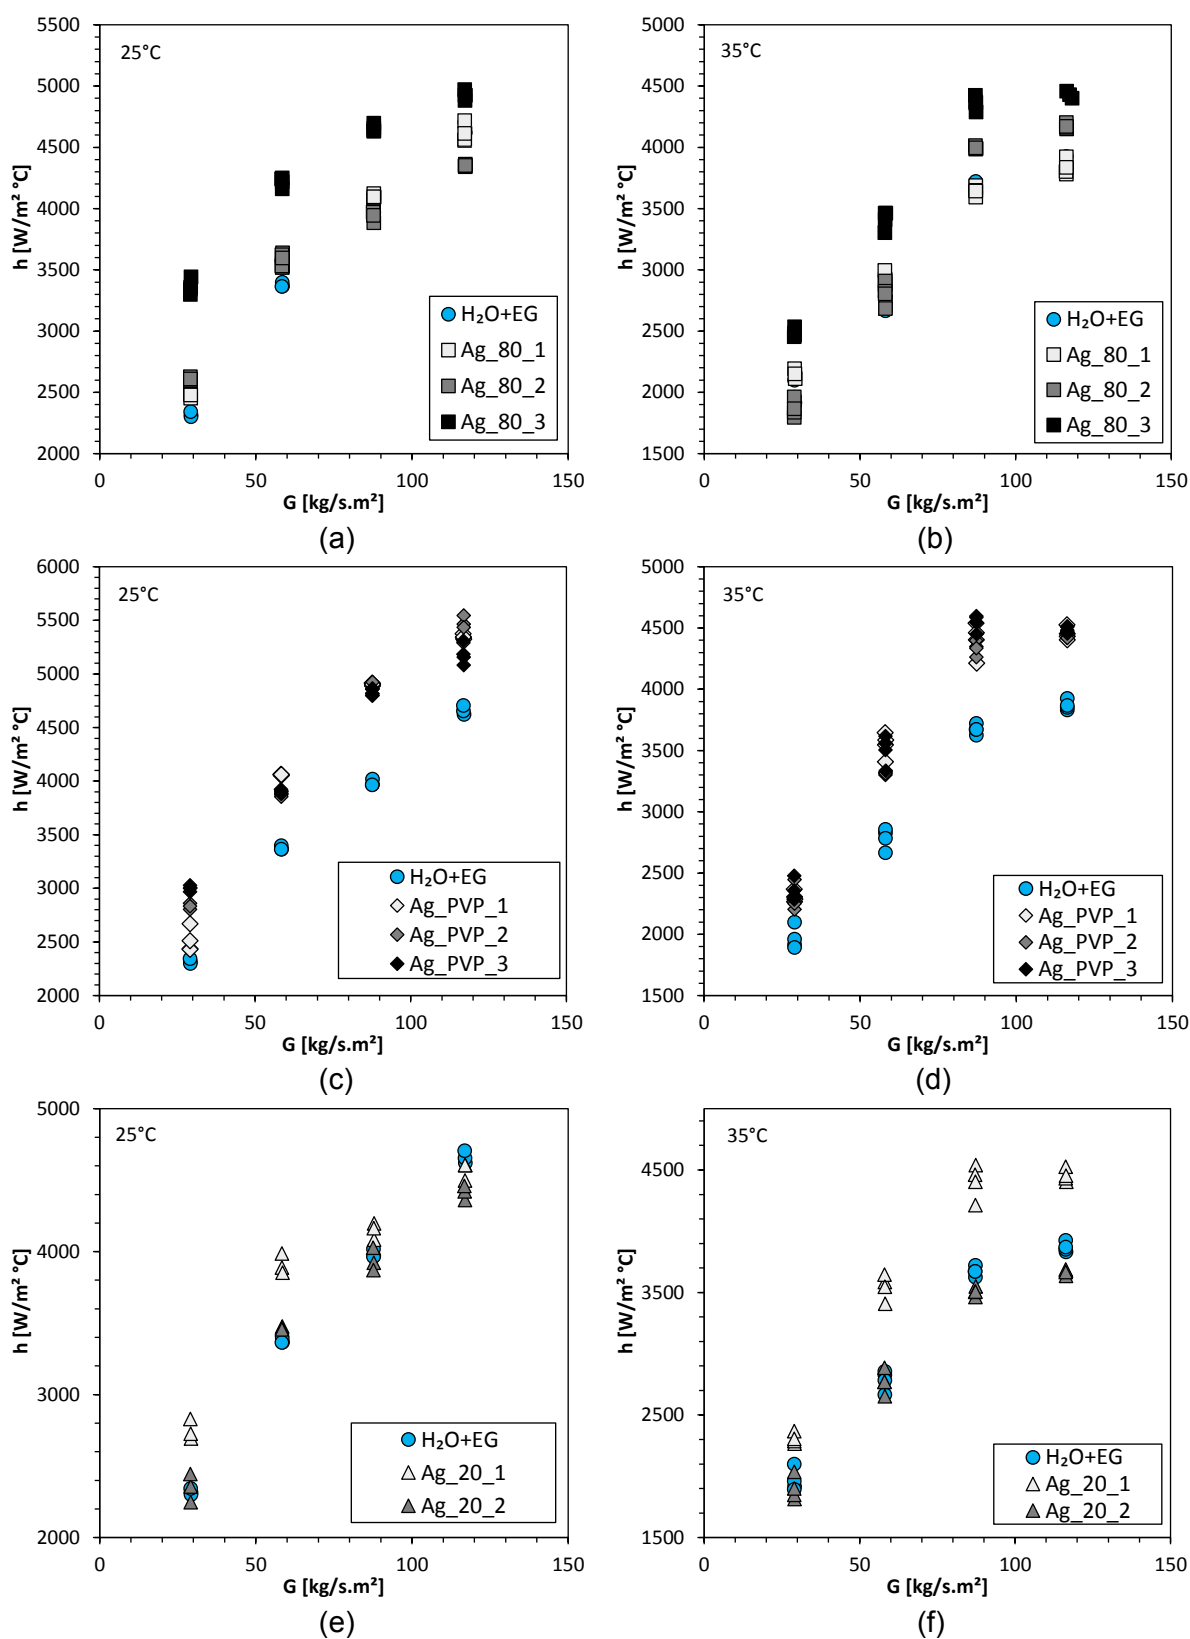 25°C
h [W/m² °C]
5500
5000
4500
4000
3500
3000
2500
2000
H₂O+EG
Ag_80_1
Ag_80_2
Ag_80_3
0 50 100 150
G [kg/s.m²]
(a)
35°C
h [W/m² °C]
5000
4500
4000
3500
3000
2500
2000
1500
H₂O+EG
Ag_80_1
Ag_80_2
Ag_80_3
0 50 100 150
G [kg/s.m²]
(b)
25°C
h [W/m² °C]
6000
5500
5000
4500
4000
3500
3000
2500
2000
H₂O+EG
Ag_PVP_1
Ag_PVP_2
Ag_PVP_3
0 50 100 150
G [kg/s.m²]
(c)
35°C
h [W/m² °C]
5000
4500
4000
3500
3000
2500
2000
1500
H₂O+EG
Ag_PVP_1
Ag_PVP_2
Ag_PVP_3
0 50 100 150
G [kg/s.m²]
(d)
25°C
h [W/m² °C]
5000
4000
3000
2000
H₂O+EG
Ag_20_1
Ag_20_2
0 50 100 150
G [kg/s.m²]
(e)
35°C
h [W/m² °C]
4500
3500
2500
1500
H₂O+EG
Ag_20_1
Ag_20_2
0 50 100 150
G [kg/s.m²]
(f)